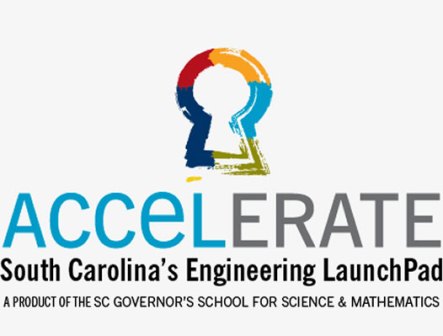 ACCeLERATE
South Carolina's Engineering LaunchPad
A PRODUCT OF THE SC GOVERNOR'S SCHOOL FOR SCIENCE & MATHEMATICS